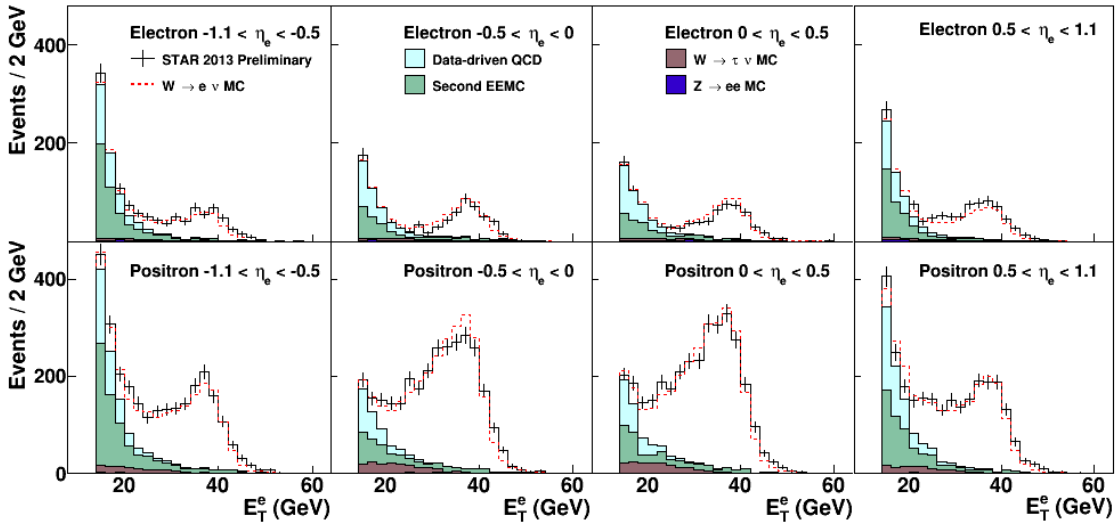 Electron -1.1 < ηe < -0.5
STAR 2013 Preliminary
W → e ν MC
Electron -0.5 < ηe < 0
Data-driven QCD
Second EEMC
Electron 0 < ηe < 0.5
W → τ ν MC
Z → ee MC
Electron 0.5 < ηe < 1.1
Events / 2 GeV
400
200
Positron -1.1 < ηe < -0.5
Positron -0.5 < ηe < 0
Positron 0 < ηe < 0.5
Positron 0.5 < ηe < 1.1
Events / 2 GeV
400
200
0
20 40 60
20 40 60
20 40 60
20 40 60
E_T^e (GeV)
E_T^e (GeV)
E_T^e (GeV)
E_T^e (GeV)